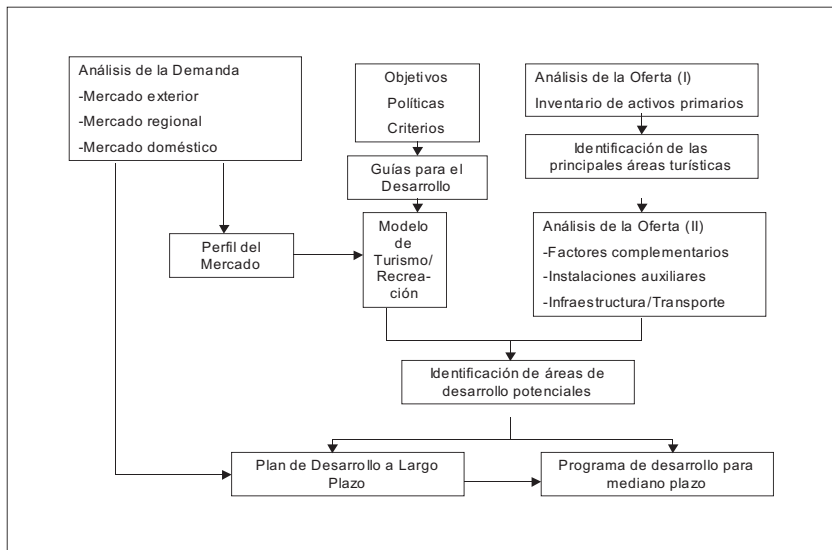 Análisis de la Demanda
-Mercado exterior
-Mercado regional
-Mercado doméstico
Objetivos
Políticas
Criterios
Análisis de la Oferta (I)
Inventario de activos primarios
Guías para el
Desarrollo
Identificación de las
principales áreas turísticas
Perfil del
Mercado
Modelo
de
Turismo/
Recrea-
ción
Análisis de la Oferta (II)
-Factores complementarios
-Instalaciones auxiliares
-Infraestructura/Transporte
Identificación de áreas de
desarrollo potenciales
Plan de Desarrollo a Largo
Plazo
Programa de desarrollo para
mediano plazo